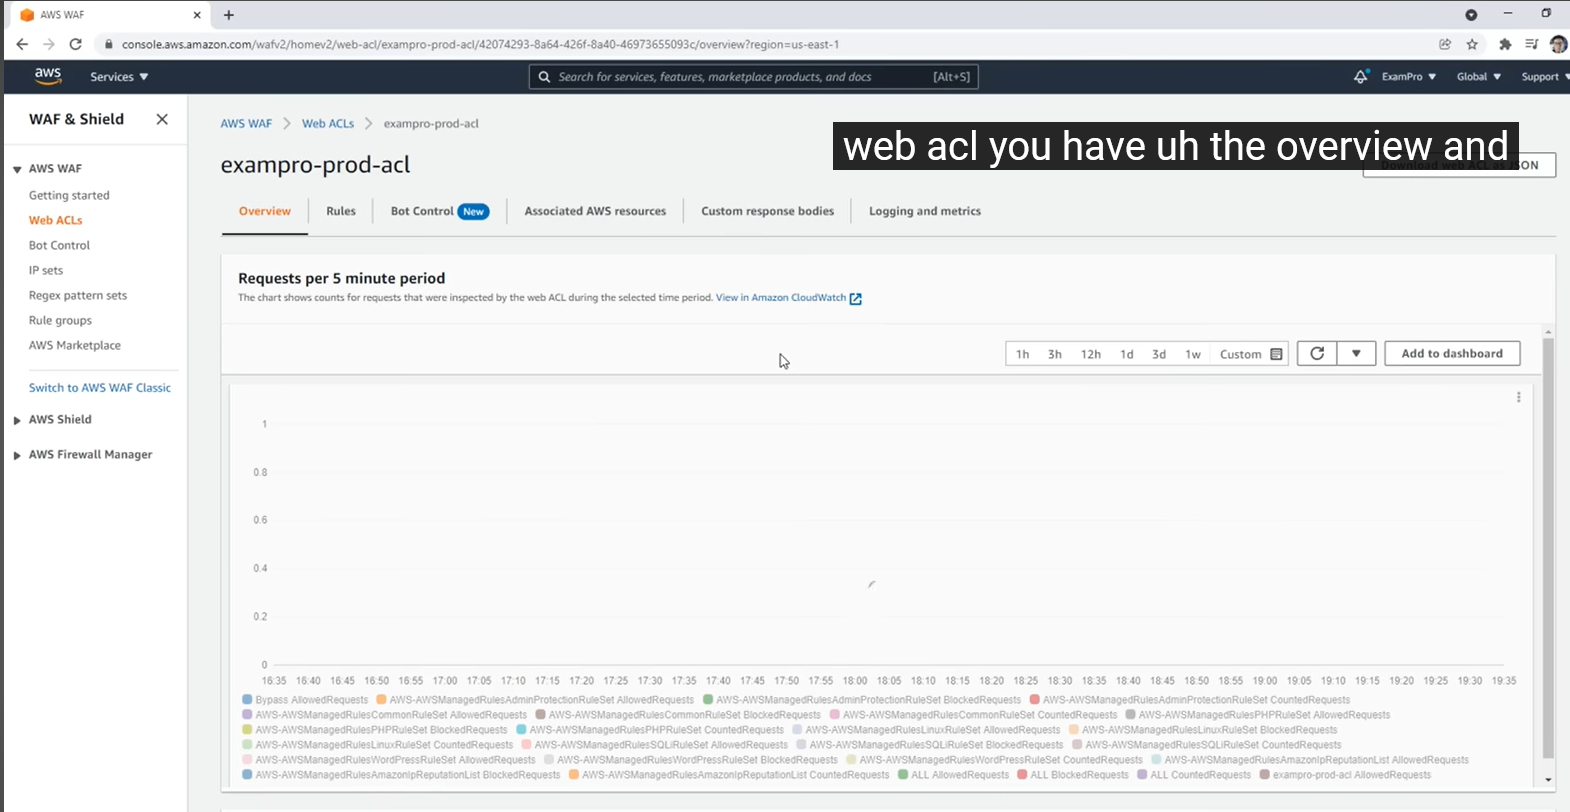 AWS WAF
console.aws.amazon.com/wafv2/homev2/web-acl/exampro-prod-acl/42074293-8a64-426f-8a40-46973655093c/overview?region=us-east-1
aws Services Search for services, features, marketplace products, and docs [Alt+S] ExamPro Global Support
WAF & Shield
AWS WAF
Getting started
Web ACLs
Bot Control
IP sets
Regex pattern sets
Rule groups
AWS Marketplace
Switch to AWS WAF Classic
AWS Shield
AWS Firewall Manager
AWS WAF Web ACLs exampro-prod-acl
web acl you have uh the overview and
exampro-prod-acl
Download web ACL as JSON
Overview Rules Bot Control New Associated AWS resources Custom response bodies Logging and metrics
Requests per 5 minute period
The chart shows counts for requests that were inspected by the web ACL during the selected time period. View in Amazon CloudWatch
1h 3h 12h 1d 3d 1w Custom Add to dashboard
1
0.8
0.6
0.4
0.2
0
16:35 16:40 16:45 16:50 16:55 17:00 17:05 17:10 17:15 17:20 17:25 17:30 17:35 17:40 17:45 17:50 17:55 18:00 18:05 18:10 18:15 18:20 18:25 18:30 18:35 18:40 18:45 18:50 18:55 19:00 19:05 19:10 19:15 19:20 19:25 19:30 19:35
Bypass AllowedRequests AWS-AWSManagedRulesAdminProtectionRuleSet AllowedRequests AWS-AWSManagedRulesAdminProtectionRuleSet BlockedRequests AWS-AWSManagedRulesAdminProtectionRuleSet CountedRequests
AWS-AWSManagedRulesCommonRuleSet AllowedRequests AWS-AWSManagedRulesCommonRuleSet BlockedRequests AWS-AWSManagedRulesCommonRuleSet CountedRequests AWS-AWSManagedRulesPHPRuleSet AllowedRequests
AWS-AWSManagedRulesPHPRuleSet BlockedRequests AWS-AWSManagedRulesPHPRuleSet CountedRequests AWS-AWSManagedRulesLinuxRuleSet AllowedRequests AWS-AWSManagedRulesLinuxRuleSet BlockedRequests
AWS-AWSManagedRulesLinuxRuleSet CountedRequests AWS-AWSManagedRulesSQLiRuleSet AllowedRequests AWS-AWSManagedRulesSQLiRuleSet BlockedRequests AWS-AWSManagedRulesSQLiRuleSet CountedRequests
AWS-AWSManagedRulesWordPressRuleSet AllowedRequests AWS-AWSManagedRulesWordPressRuleSet BlockedRequests AWS-AWSManagedRulesWordPressRuleSet CountedRequests AWS-AWSManagedRulesAmazonIpReputationList AllowedRequests
AWS-AWSManagedRulesAmazonIpReputationList BlockedRequests AWS-AWSManagedRulesAmazonIpReputationList CountedRequests ALL AllowedRequests ALL BlockedRequests ALL CountedRequests exampro-prod-acl AllowedRequests